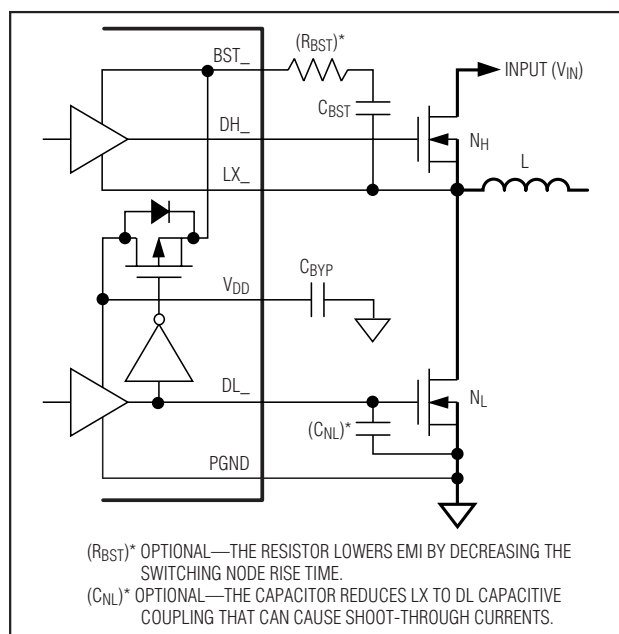 BST_
(RBST)*
INPUT (VIN)
CBST
DH_
NH
LX_
L
VDD
CBYP
DL_
NL
(CNL)*
PGND
(RBST)* OPTIONAL—THE RESISTOR LOWERS EMI BY DECREASING THE
SWITCHING NODE RISE TIME.
(CNL)* OPTIONAL—THE CAPACITOR REDUCES LX TO DL CAPACITIVE
COUPLING THAT CAN CAUSE SHOOT-THROUGH CURRENTS.